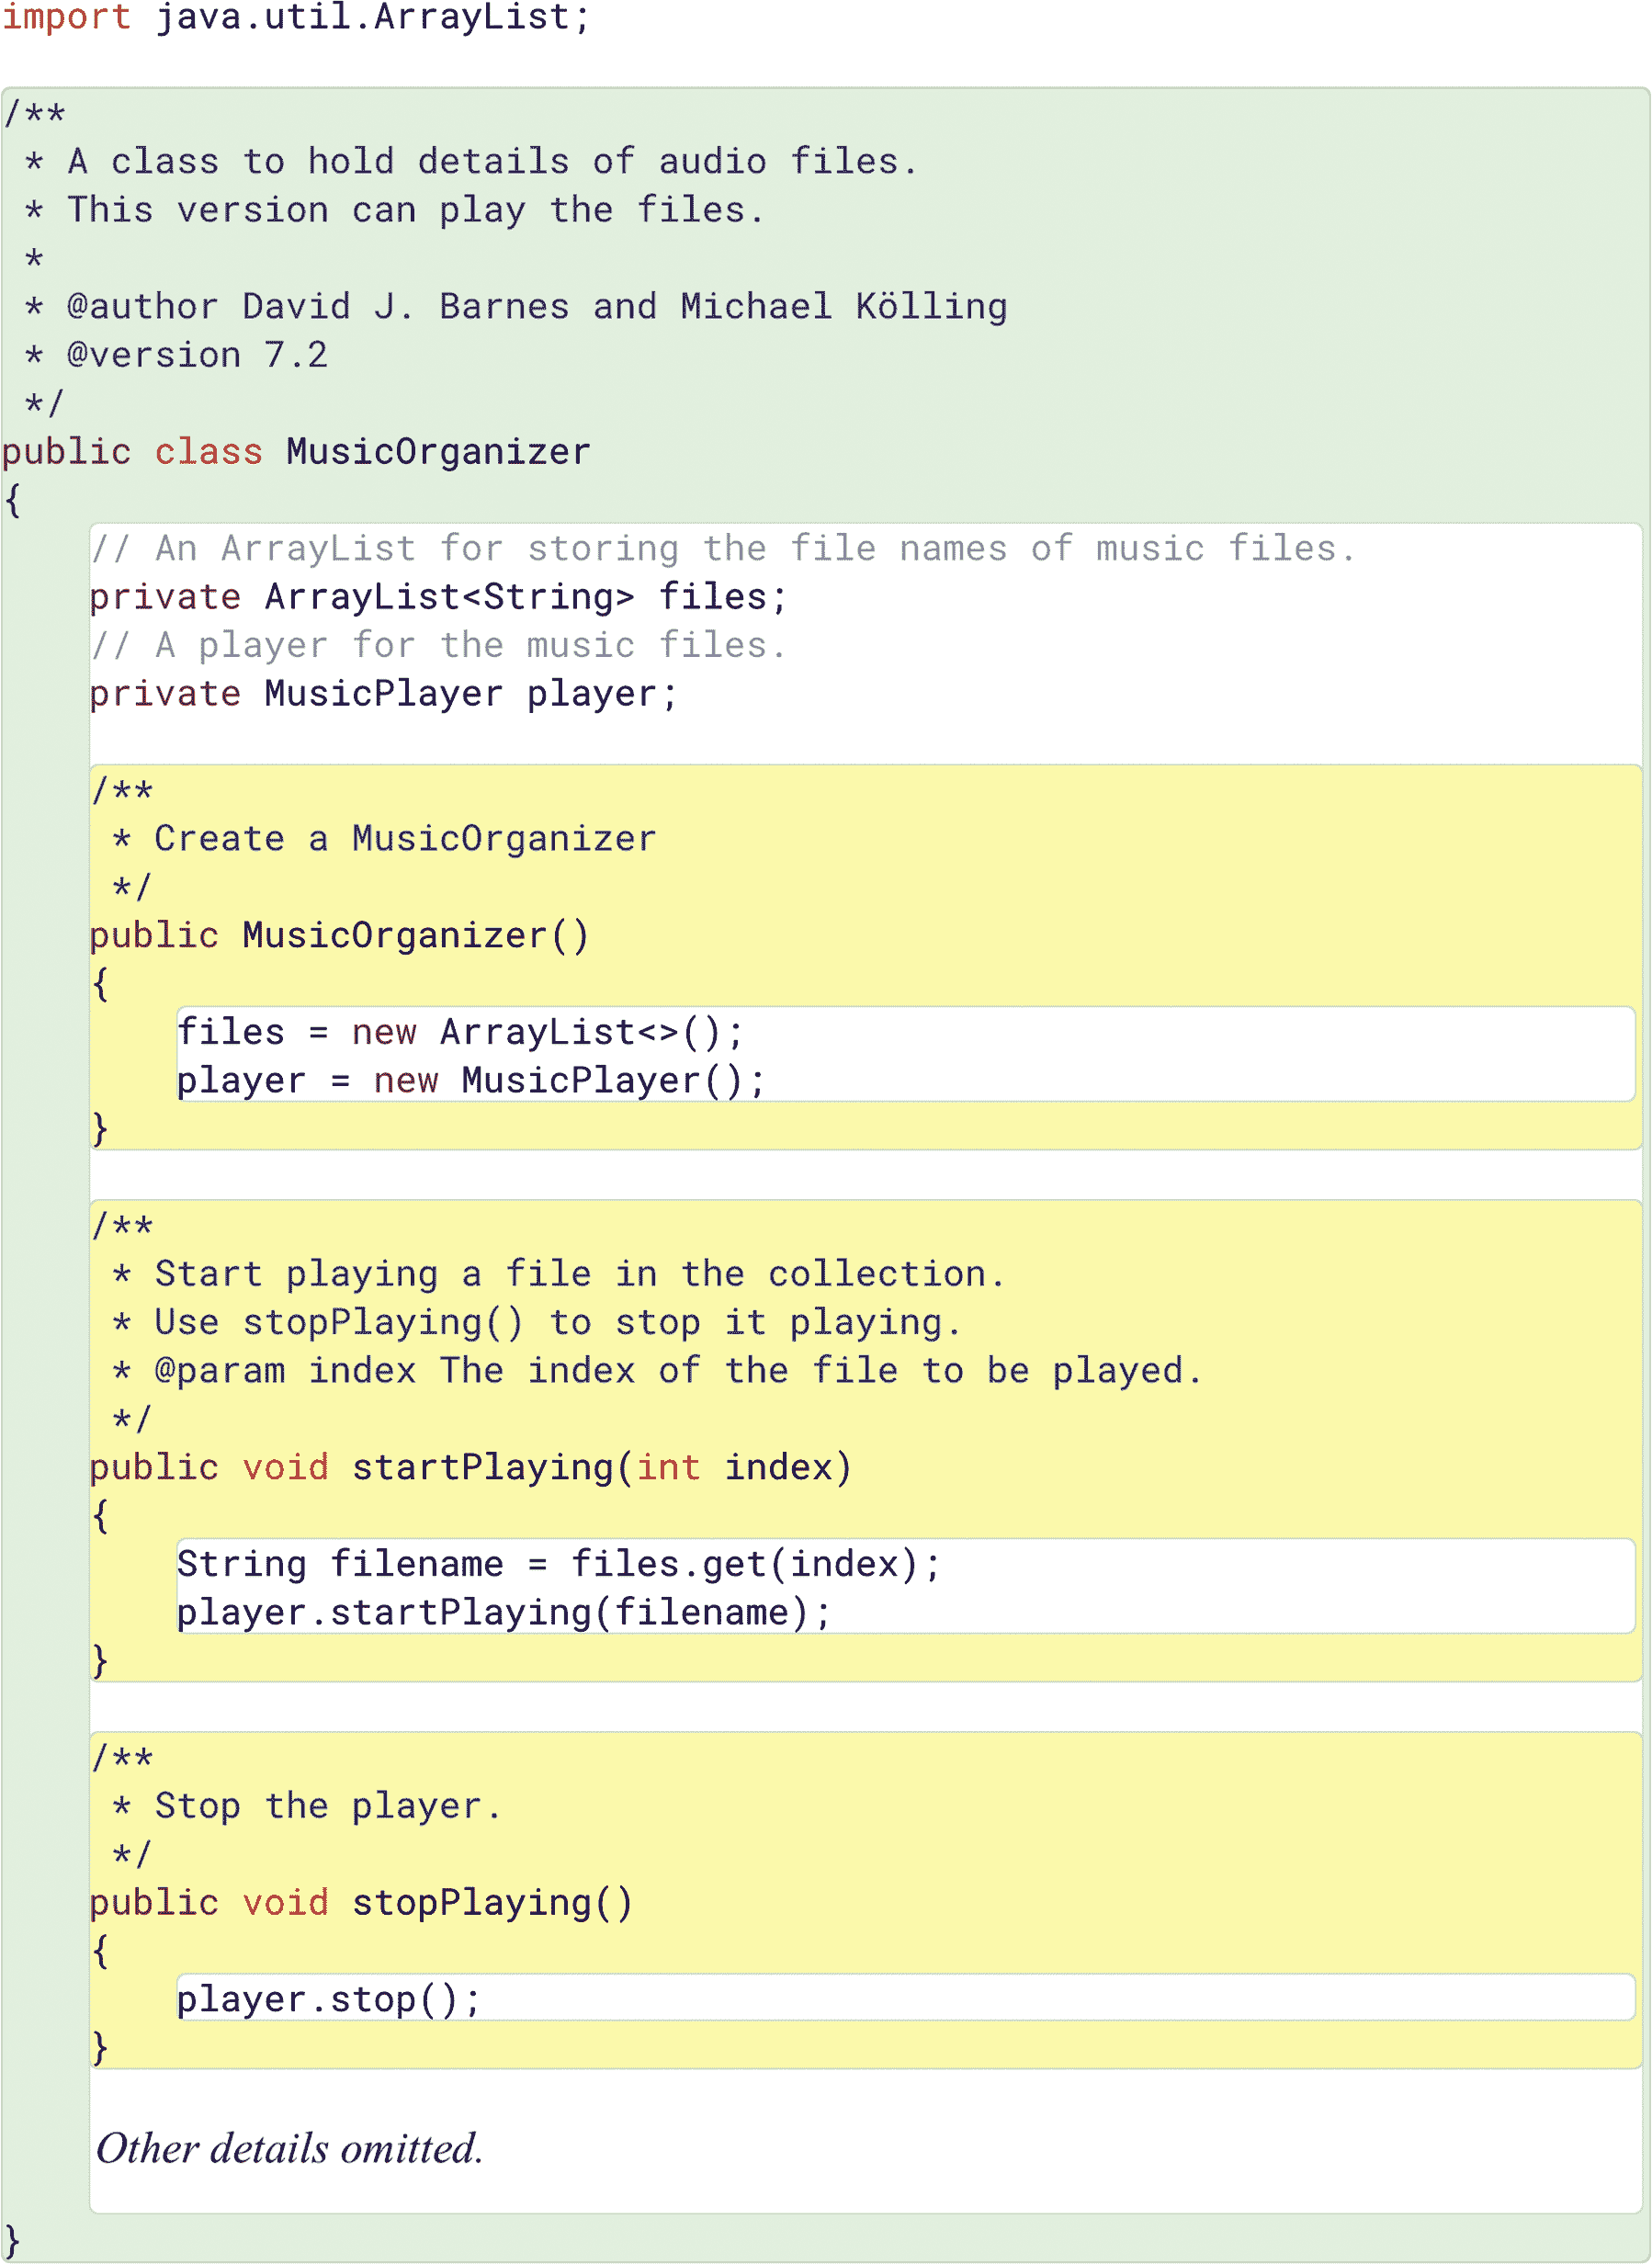 import java.util.ArrayList;
/**
 * A class to hold details of audio files.
 * This version can play the files.
 *
 * @author David J. Barnes and Michael Kölling
 * @version 7.2
 */
public class MusicOrganizer
{
    // An ArrayList for storing the file names of music files.
    private ArrayList<String> files;
    // A player for the music files.
    private MusicPlayer player;
    /**
     * Create a MusicOrganizer
     */
    public MusicOrganizer()
    {
        files = new ArrayList<>();
        player = new MusicPlayer();
    }
    /**
     * Start playing a file in the collection.
     * Use stopPlaying() to stop it playing.
     * @param index The index of the file to be played.
     */
    public void startPlaying(int index)
    {
        String filename = files.get(index);
        player.startPlaying(filename);
    }
    /**
     * Stop the player.
     */
    public void stopPlaying()
    {
        player.stop();
    }
    Other details omitted.
}